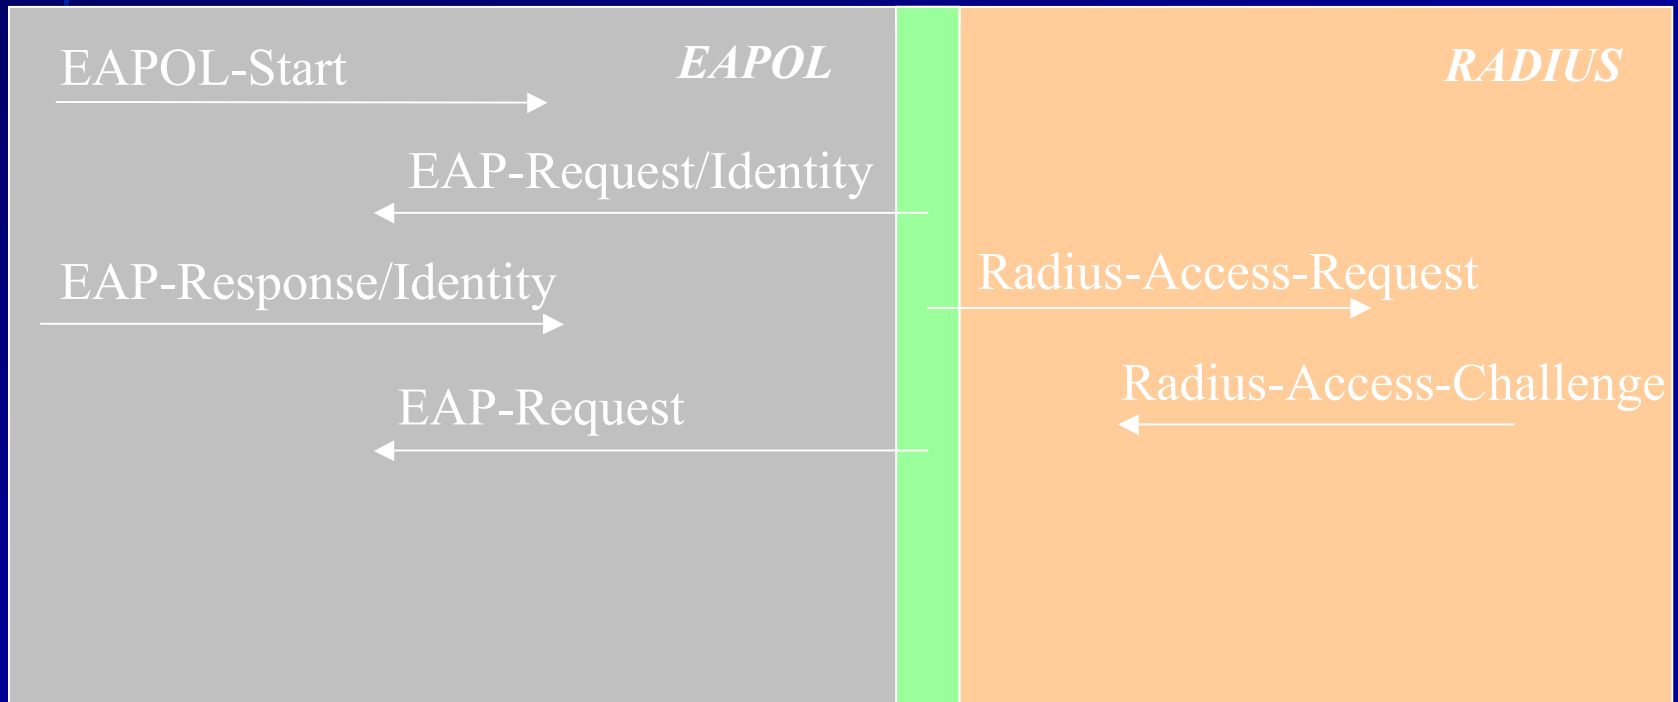 EAPOL-Start
EAPOL
RADIUS
EAP-Request/Identity
EAP-Response/Identity
Radius-Access-Request
Radius-Access-Challenge
EAP-Request